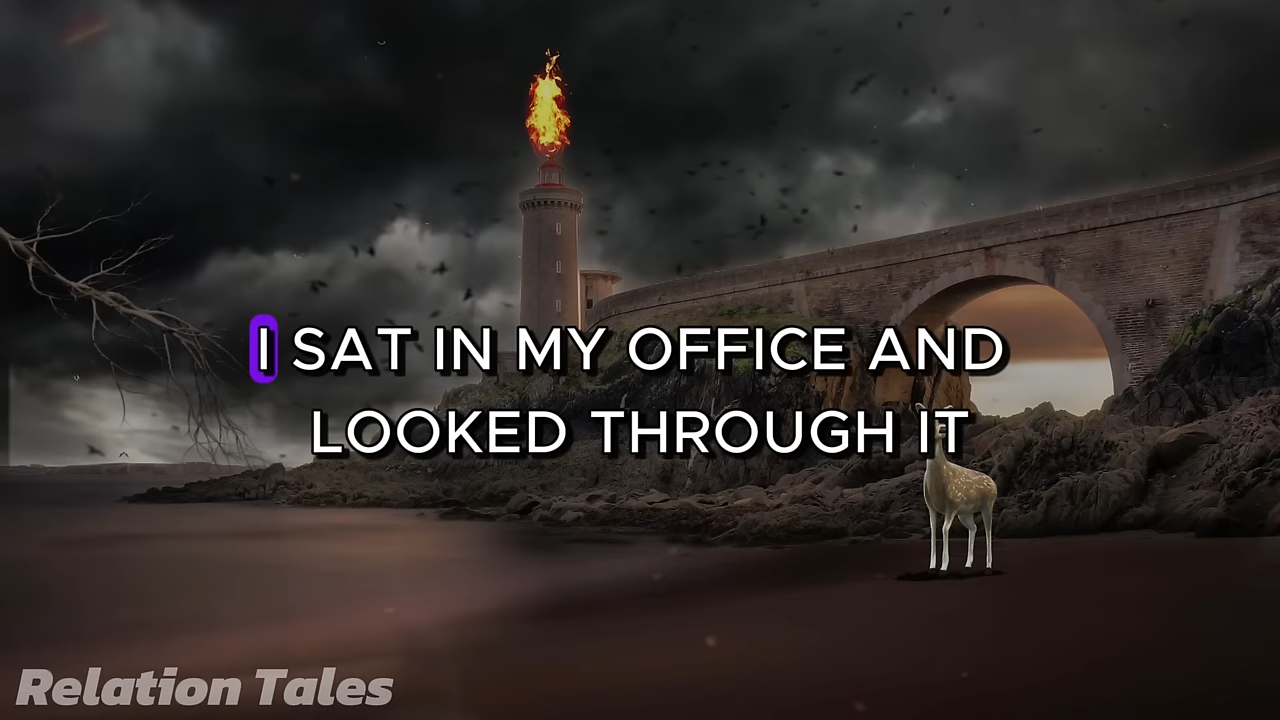 I SAT IN MY OFFICE AND
LOOKED THROUGH IT
Relation Tales